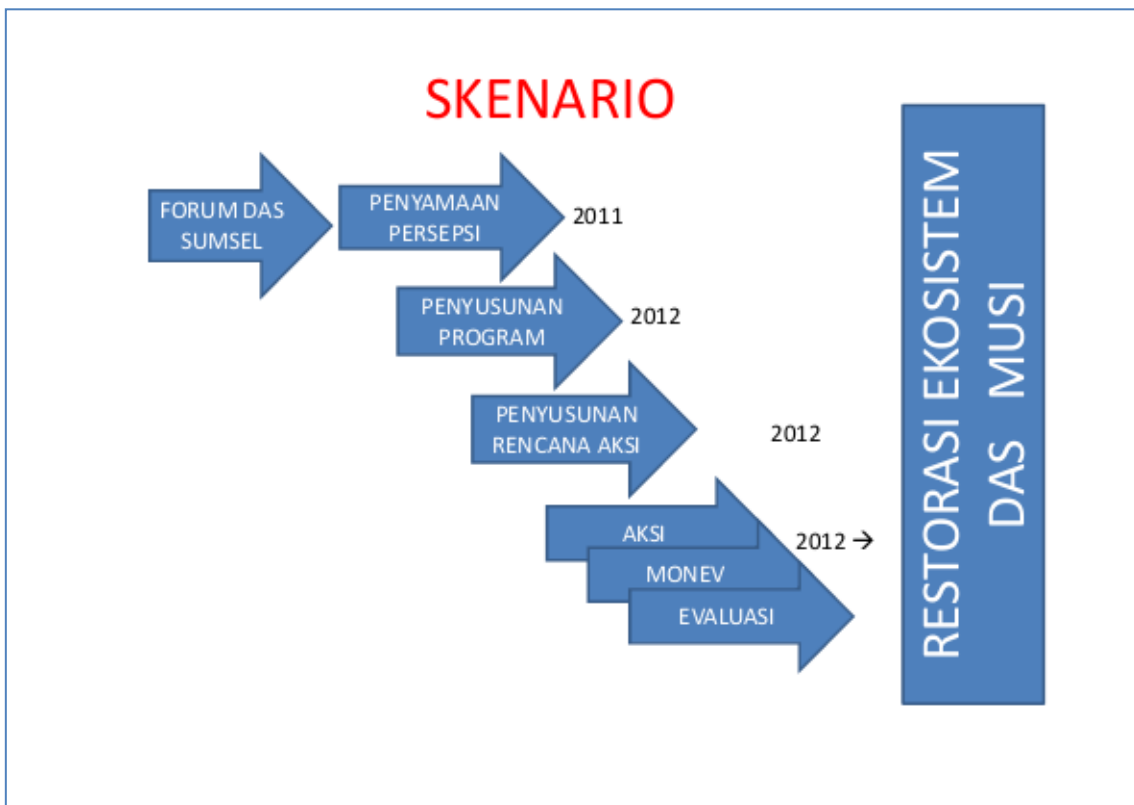 SKENARIO
FORUM DAS
SUMSEL
PENYAMAAN
PERSEPSI
2011
PENYUSUNAN
PROGRAM
2012
PENYUSUNAN
RENCANA AKSI
2012
AKSI
2012 →
MONEV
EVALUASI
RESTORASI EKOSISTEM
DAS MUSI